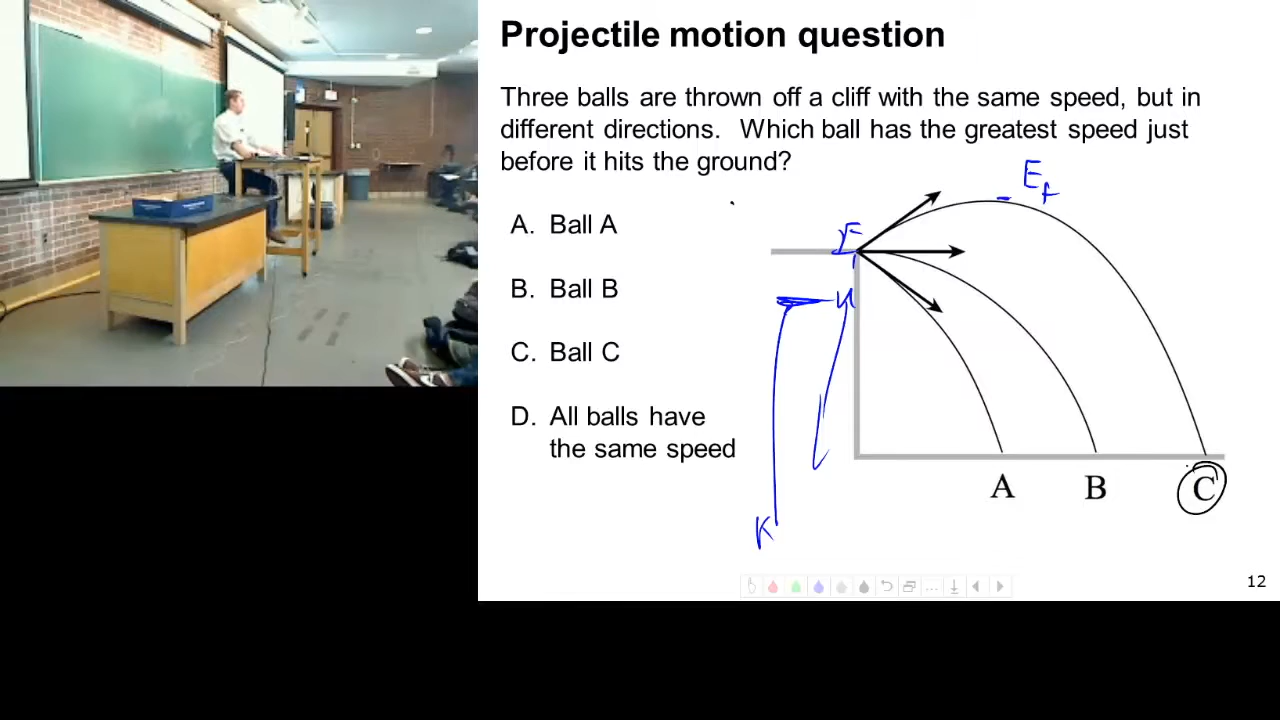 Projectile motion question
Three balls are thrown off a cliff with the same speed, but in
different directions. Which ball has the greatest speed just
before it hits the ground?
A. Ball A
B. Ball B
C. Ball C
D. All balls have
the same speed
E_f
K
A
B
C
12